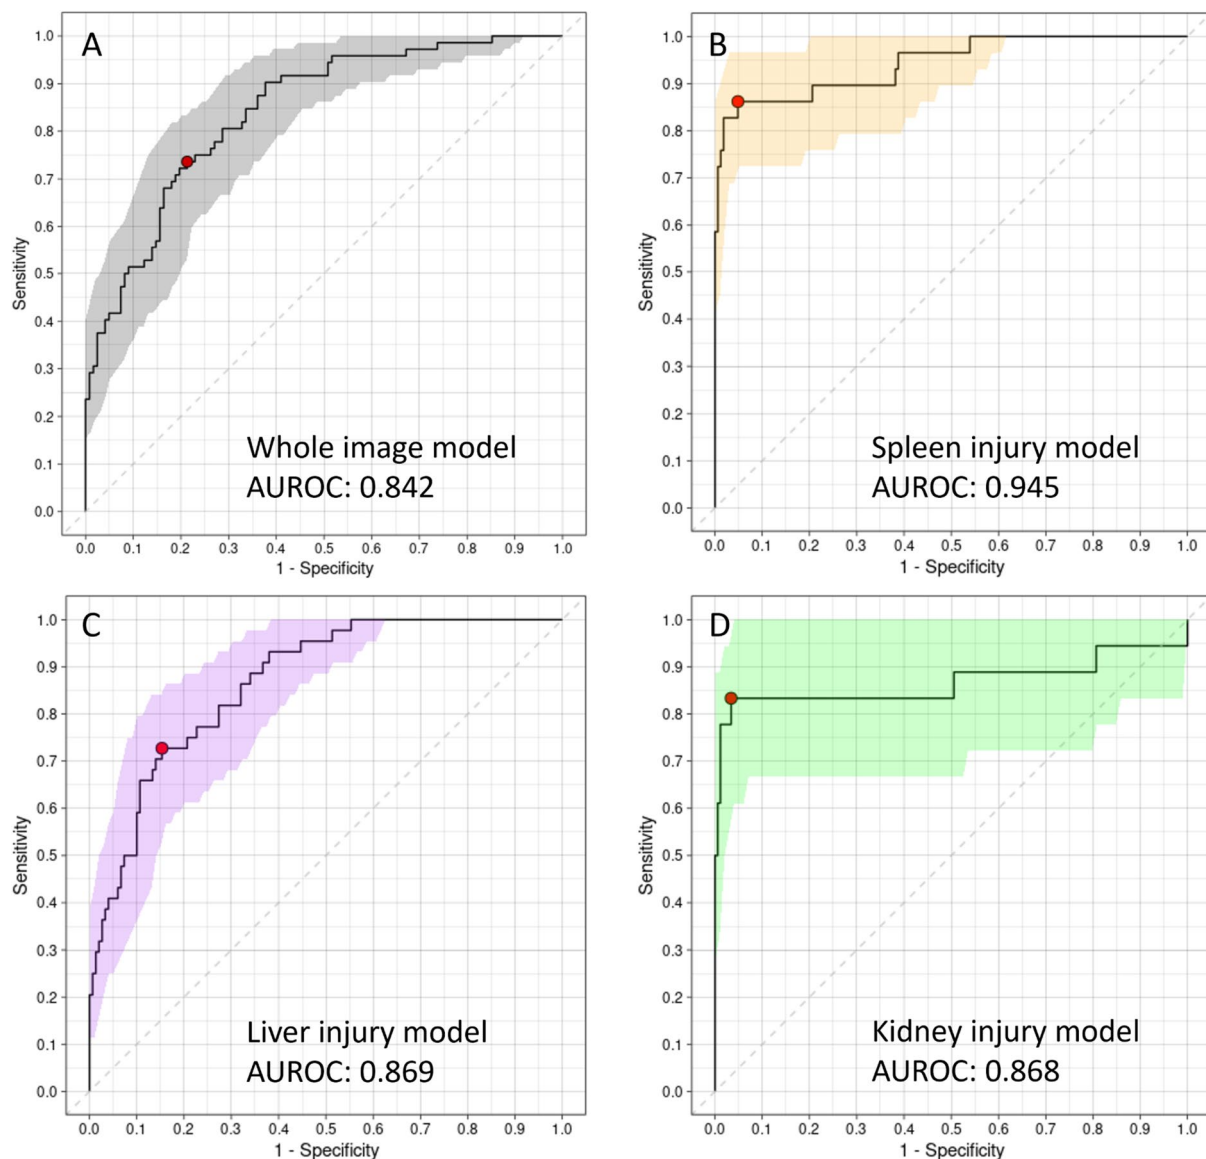 A
1.0
0.9
0.8
0.7
0.6
0.5
0.4
0.3
0.2
0.1
0.0
Sensitivity
Whole image model
AUROC: 0.842
0.0 0.1 0.2 0.3 0.4 0.5 0.6 0.7 0.8 0.9 1.0
1 - Specificity
B
1.0
0.9
0.8
0.7
0.6
0.5
0.4
0.3
0.2
0.1
0.0
Sensitivity
Spleen injury model
AUROC: 0.945
0.0 0.1 0.2 0.3 0.4 0.5 0.6 0.7 0.8 0.9 1.0
1 - Specificity
C
1.0
0.9
0.8
0.7
0.6
0.5
0.4
0.3
0.2
0.1
0.0
Sensitivity
Liver injury model
AUROC: 0.869
0.0 0.1 0.2 0.3 0.4 0.5 0.6 0.7 0.8 0.9 1.0
1 - Specificity
D
1.0
0.9
0.8
0.7
0.6
0.5
0.4
0.3
0.2
0.1
0.0
Sensitivity
Kidney injury model
AUROC: 0.868
0.0 0.1 0.2 0.3 0.4 0.5 0.6 0.7 0.8 0.9 1.0
1 - Specificity